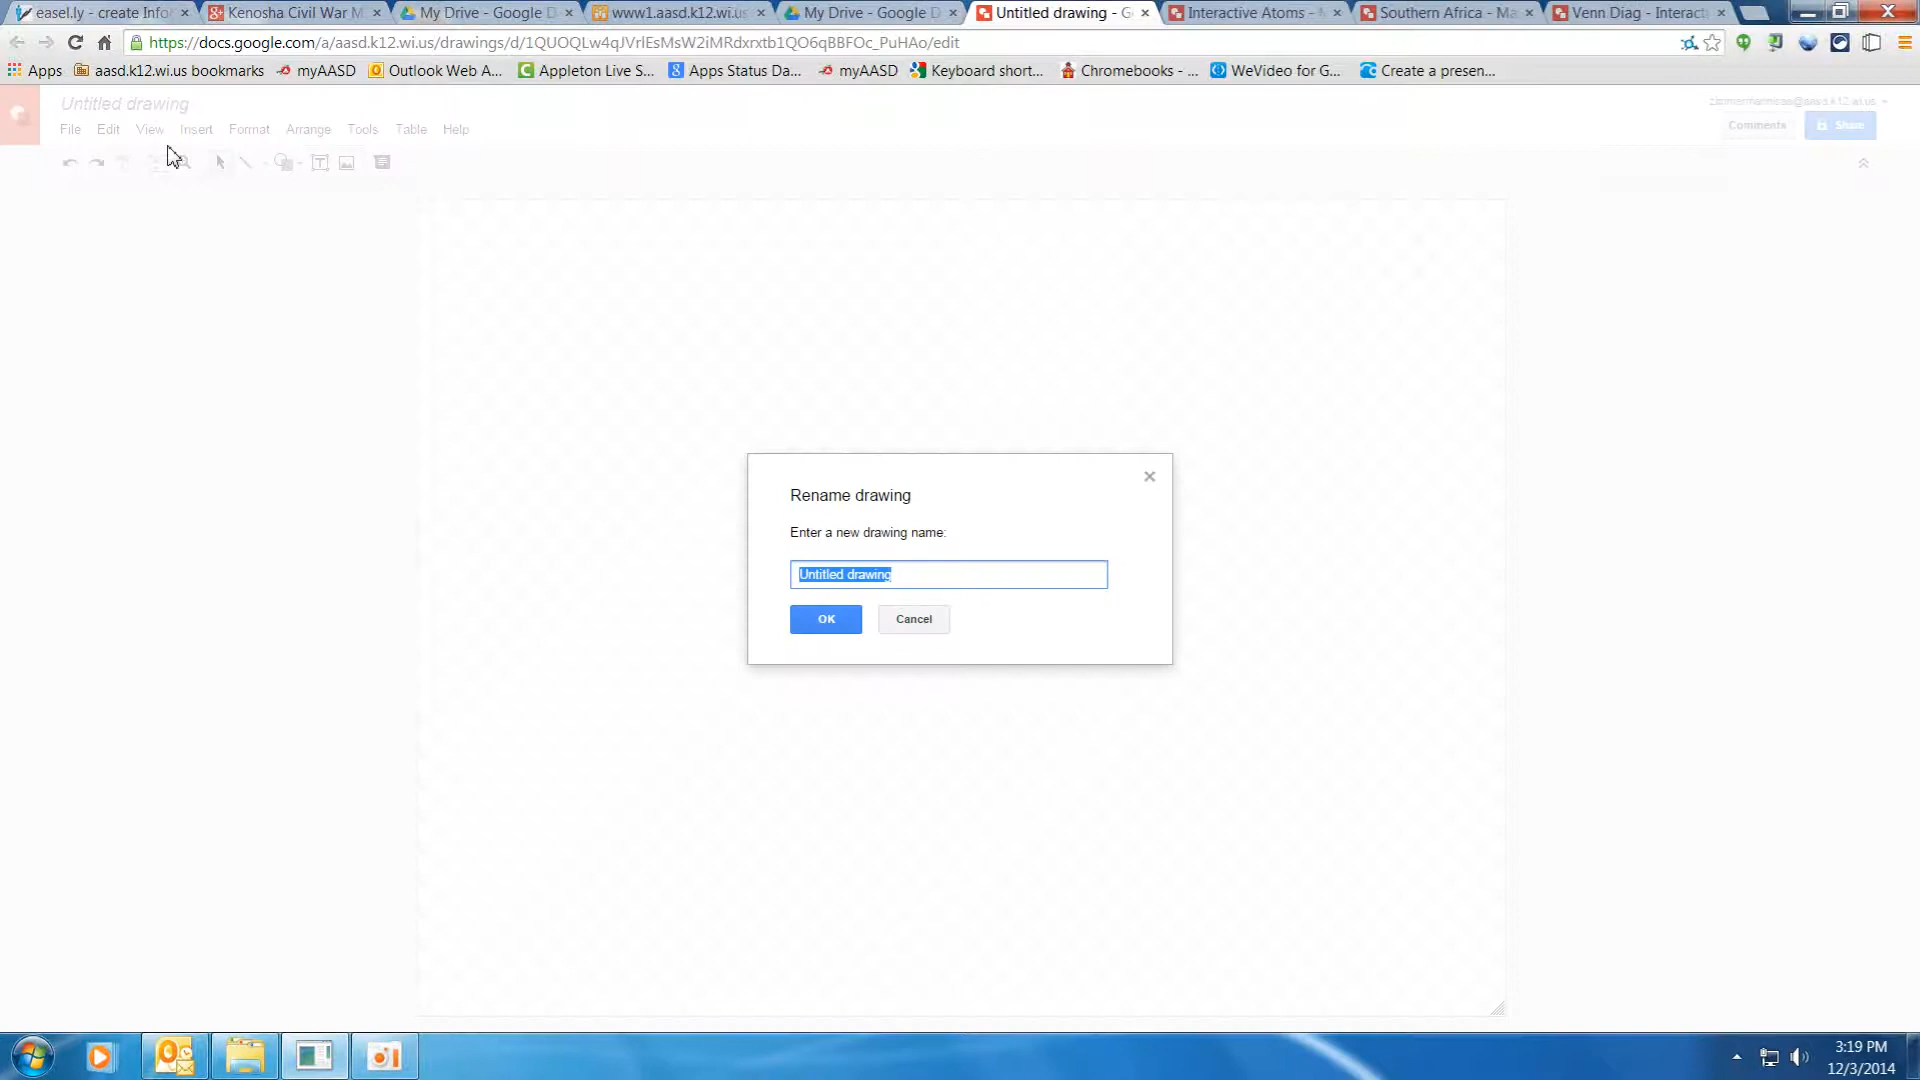 easel.ly - create Info
Kenosha Civil War M
My Drive - Google D
www1.aasd.k12.wi.us
My Drive - Google D
Untitled drawing - G
Interactive Atoms -
Southern Africa - Ma
Venn Diag - Interact
https://docs.google.com/a/aasd.k12.wi.us/drawings/d/1QUOQLw4qJVrlEsMsW2iMRdxrxtb1QO6qBBFOc_PuHAo/edit
Apps aasd.k12.wi.us bookmarks myAASD Outlook Web A... Appleton Live S... Apps Status Da... myAASD Keyboard short... Chromebooks - ... WeVideo for G... Create a presen...
Untitled drawing
File Edit View Insert Format Arrange Tools Table Help
Comments Share
Rename drawing
Enter a new drawing name:
Untitled drawing
OK Cancel
3:19 PM
12/3/2014